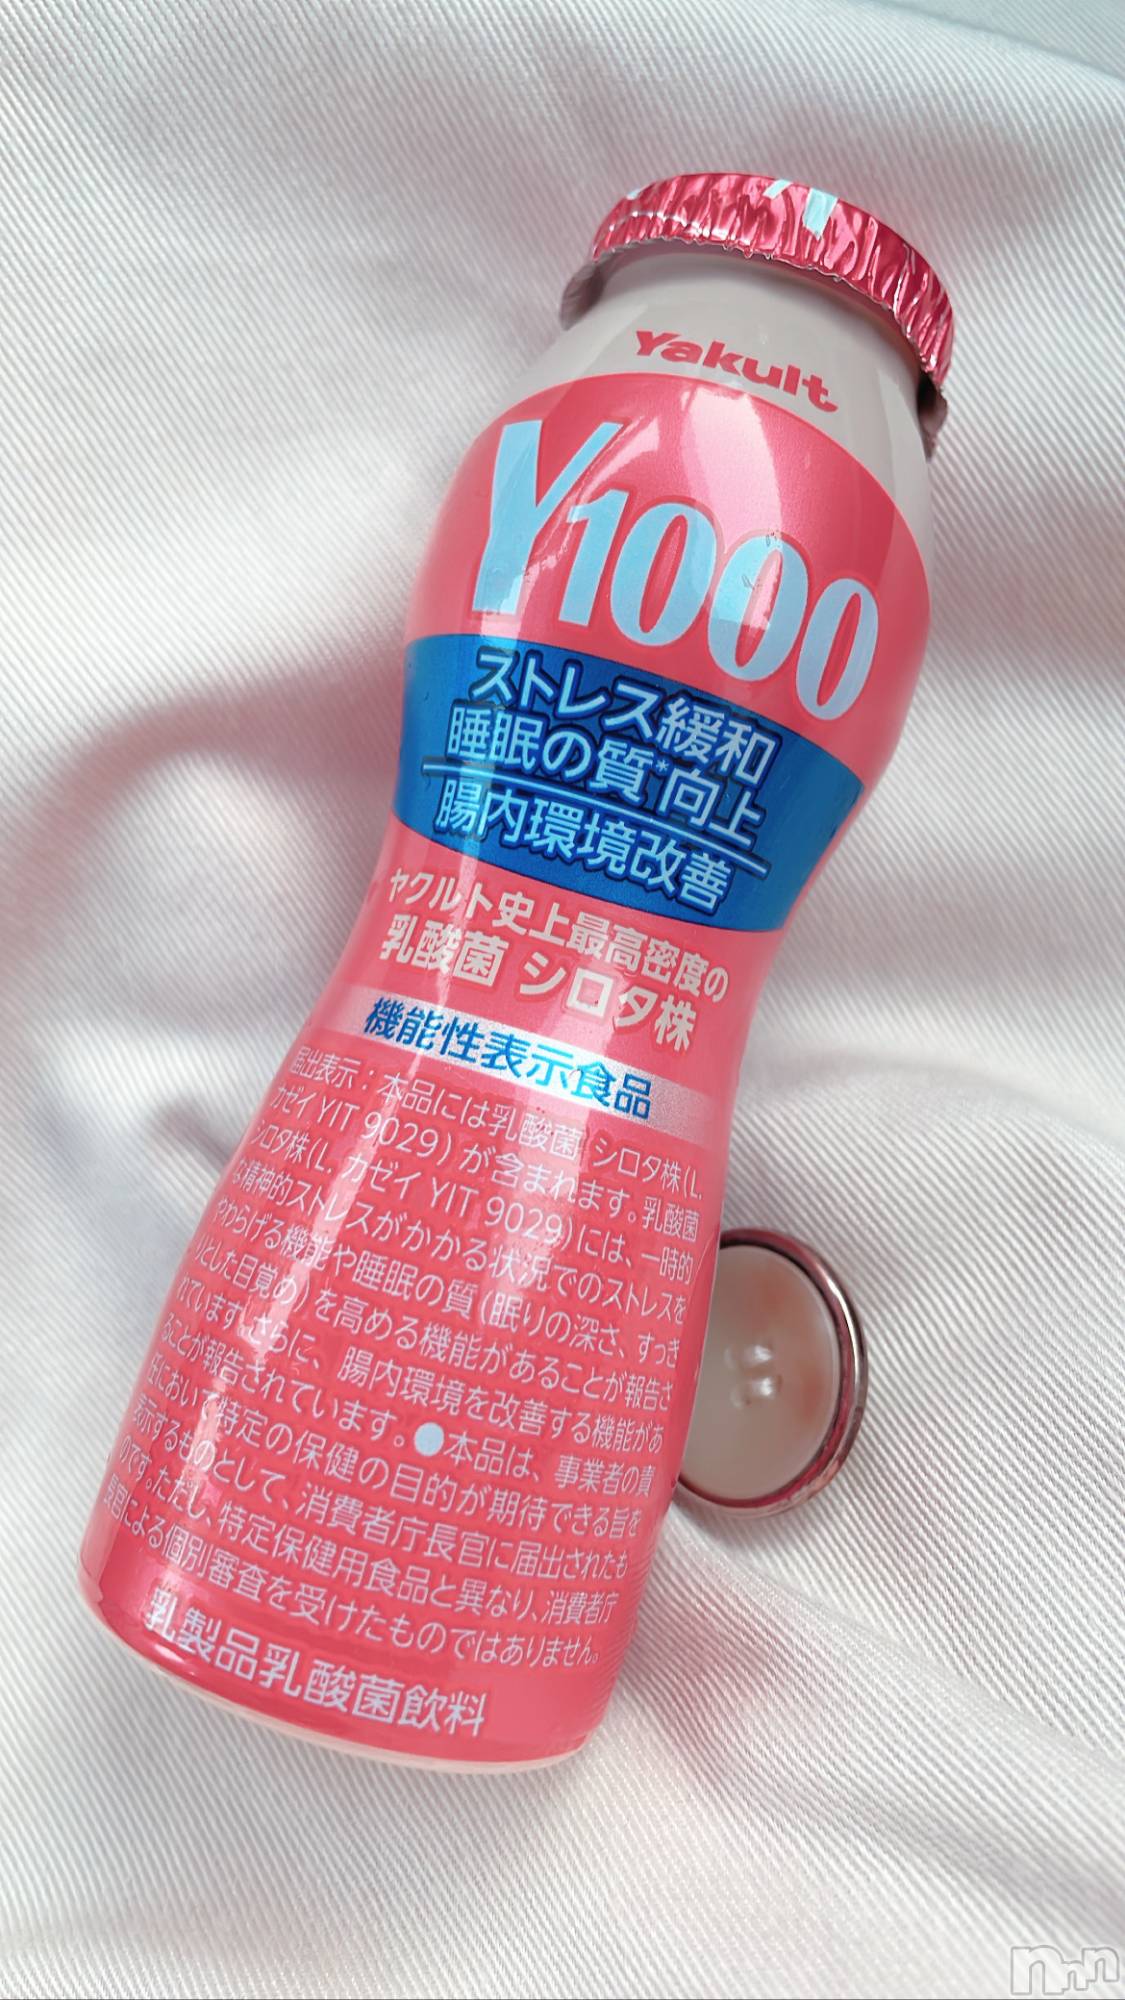 Yakult
Y1000
ストレス緩和
睡眠の質*向上
腸内環境改善
ヤクルト史上最高密度の
乳酸菌 シロタ株
機能性表示食品
届出表示：本品には乳酸菌 シロタ株(L.
カゼイ YIT 9029)が含まれます。乳酸菌
シロタ株(L. カゼイ YIT 9029)には、一時的
な精神的ストレスがかかる状況でのストレスを
やわらげる機能や睡眠の質(眠りの深さ、すっき
りとした目覚め)を高める機能があることが報告さ
れています。さらに、腸内環境を改善する機能があ
ることが報告されています。●本品は、事業者の責
任において特定の保健の目的が期待できる旨を
表示するものとして、消費者庁長官に届出されたも
のです。ただし、特定保健用食品と異なり、消費者庁
長官による個別審査を受けたものではありません。
乳製品乳酸菌飲料
nnn